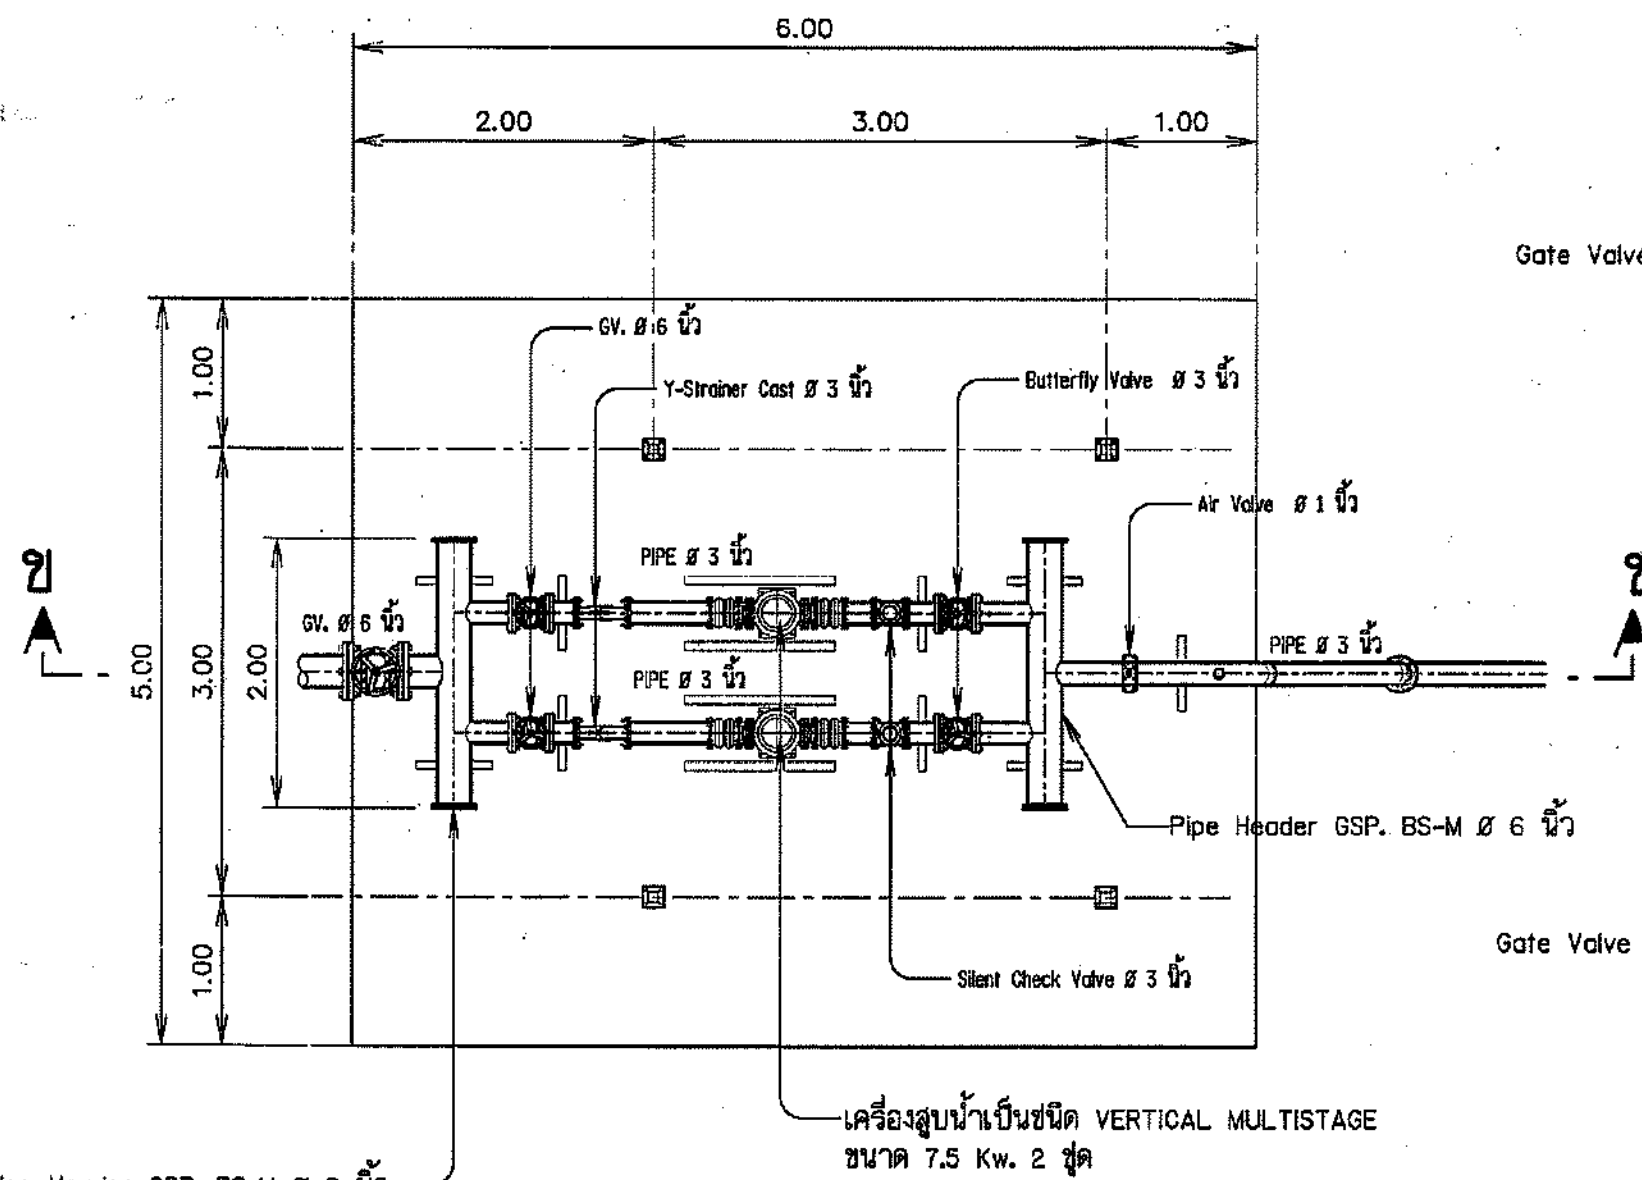 6.00
2.00
3.00
1.00
Gate Valve
GV. Ø 6 นิ้ว
1.00
Y-Strainer Cast Ø 3 นิ้ว
Butterfly Valve Ø 3 นิ้ว
Air Valve Ø 1 นิ้ว
PIPE Ø 3 นิ้ว
ข
ข
GV. Ø 6 นิ้ว
PIPE Ø 3 นิ้ว
5.00
3.00
2.00
PIPE Ø 3 นิ้ว
Pipe Header GSP. BS-M Ø 6 นิ้ว
Gate Valve
1.00
Silent Check Valve Ø 3 นิ้ว
เครื่องสูบน้ำเป็นชนิด VERTICAL MULTISTAGE
ขนาด 7.5 Kw. 2 ชุด